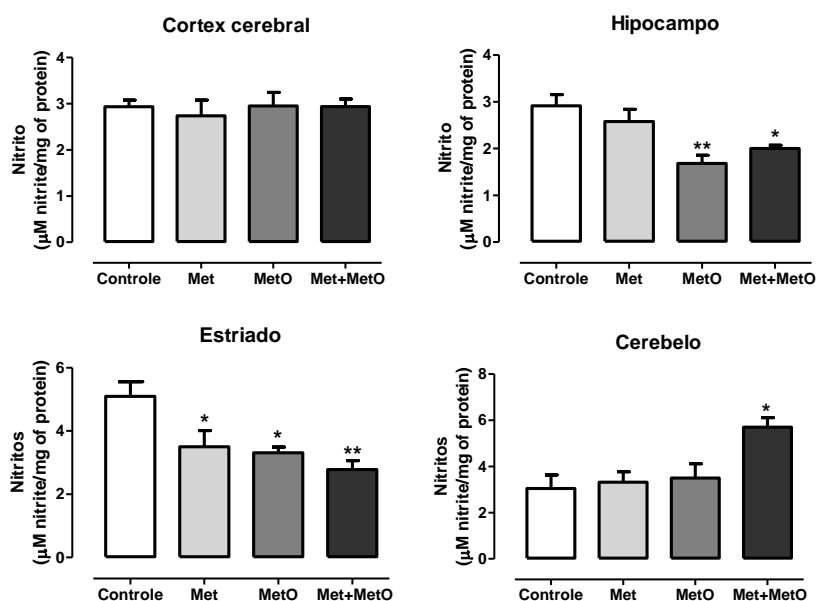 Cortex cerebral
Nitrito
(µM nitrite/mg of protein)
4
3
2
1
0
Controle Met MetO Met+MetO
Hipocampo
Nitrito
(µM nitrite/mg of protein)
4
3
2
1
0
** *
Controle Met MetO Met+MetO
Estriado
Nitritos
(µM nitrite/mg of protein)
6
4
2
0
* * **
Controle Met MetO Met+MetO
Cerebelo
Nitritos
(µM nitrite/mg of protein)
8
6
4
2
0
*
Controle Met MetO Met+MetO